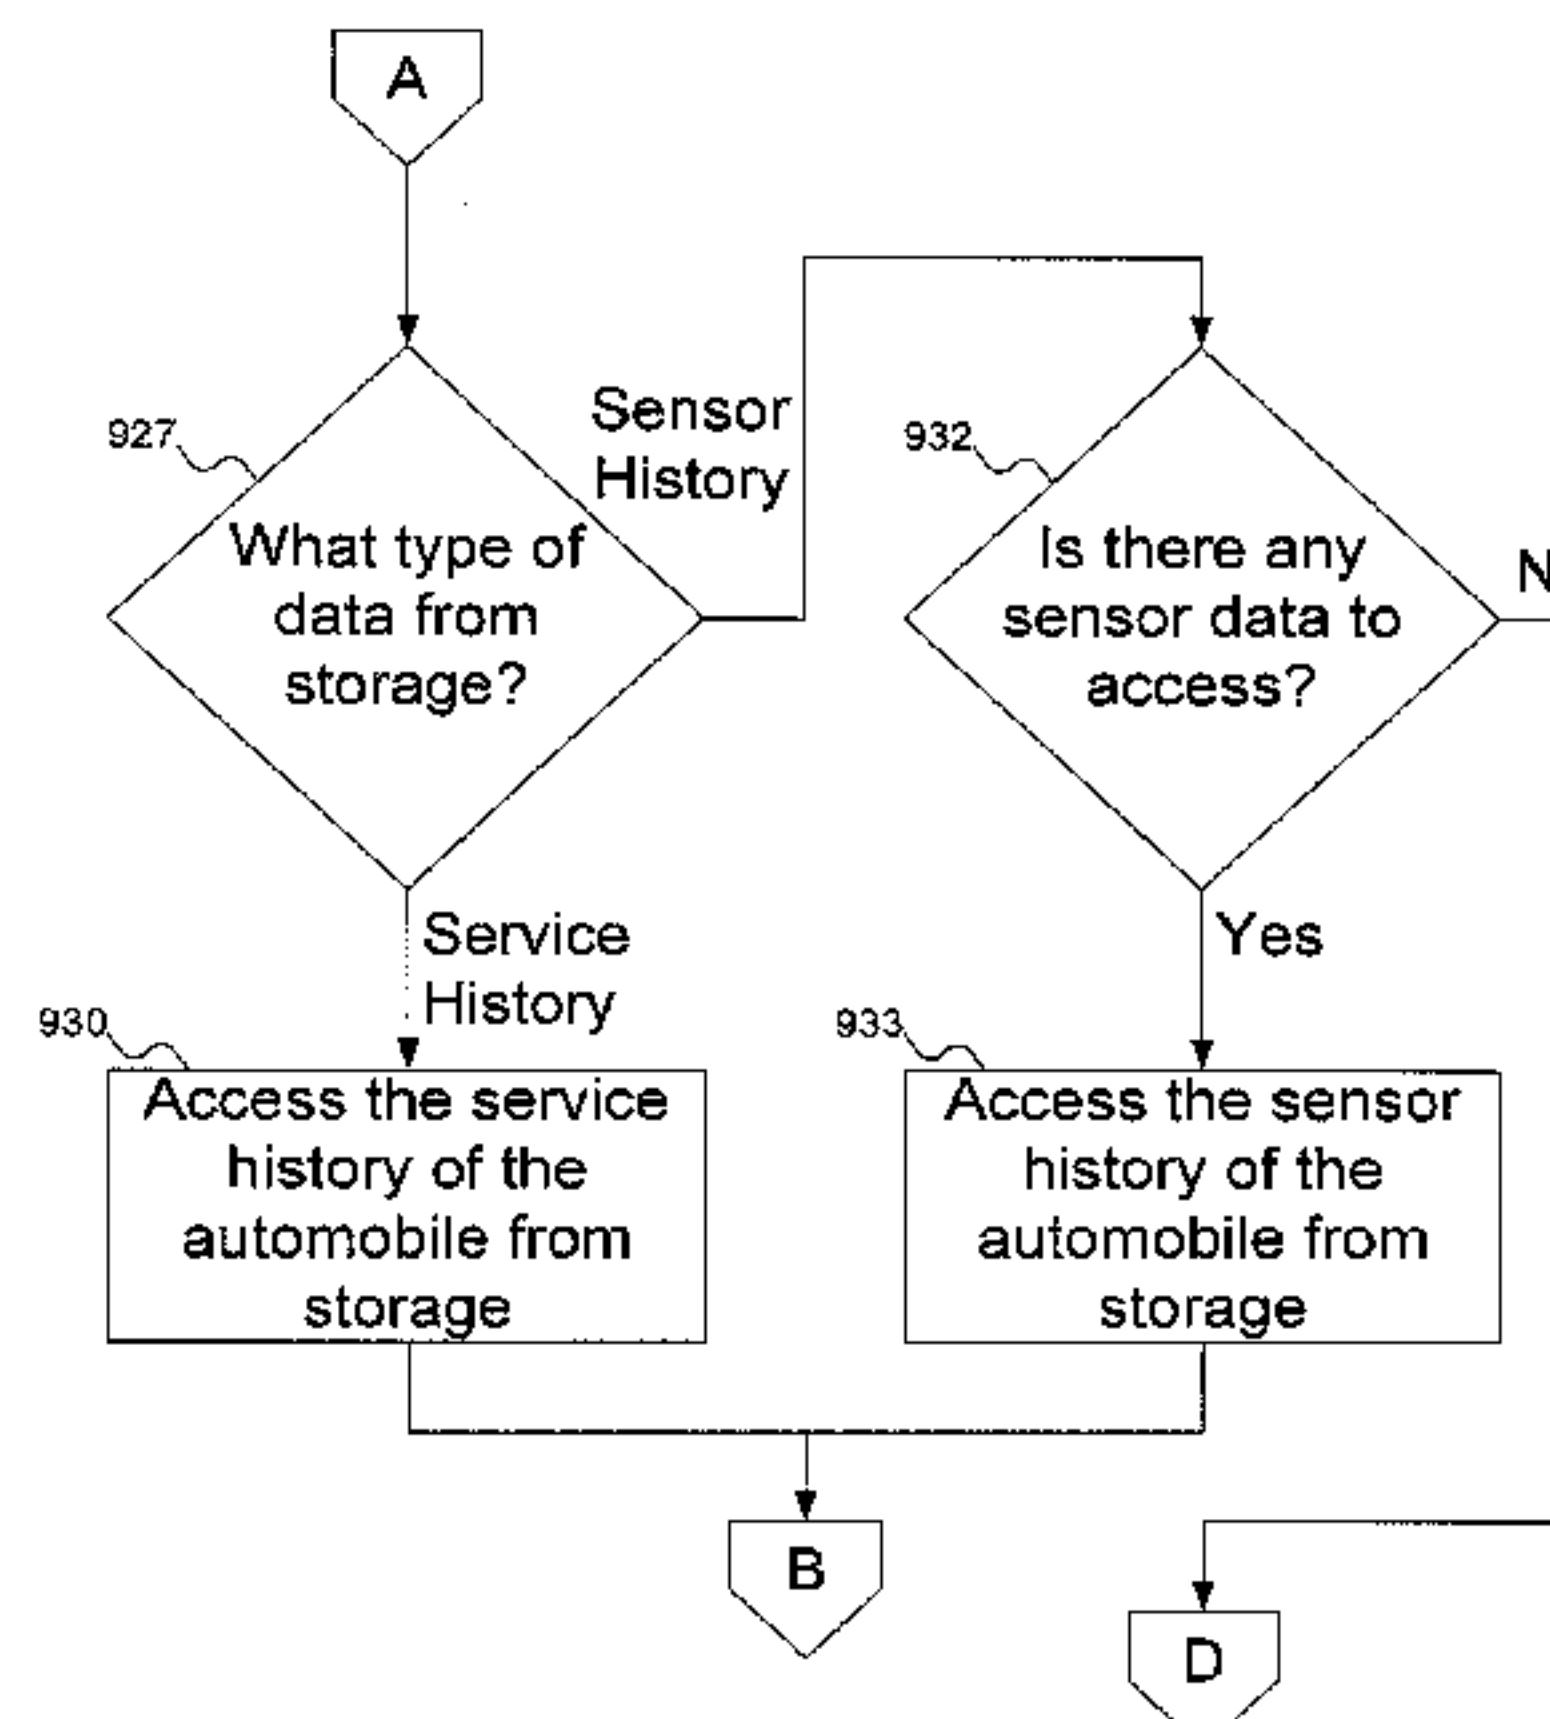 A
Sensor
History
927
What type of
data from
storage?
932
Is there any
sensor data to
access?
N
Service
History
Yes
930
Access the service
history of the
automobile from
storage
933
Access the sensor
history of the
automobile from
storage
B
D